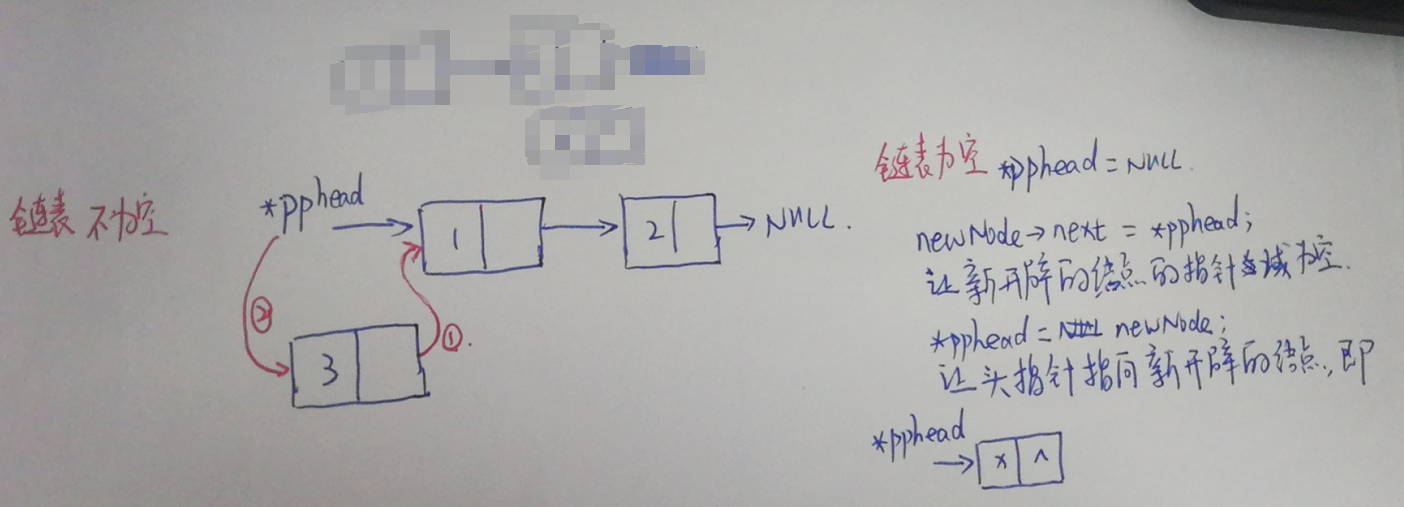 链表不为空
*pphead
1
2
NULL.
②
①.
3
链表为空 *pphead = NULL.
newNode→next = *pphead;
让新开辟的结点的指针域为空.
*pphead = newNode;
让头指针指向新开辟的结点,即
*pphead
x ^